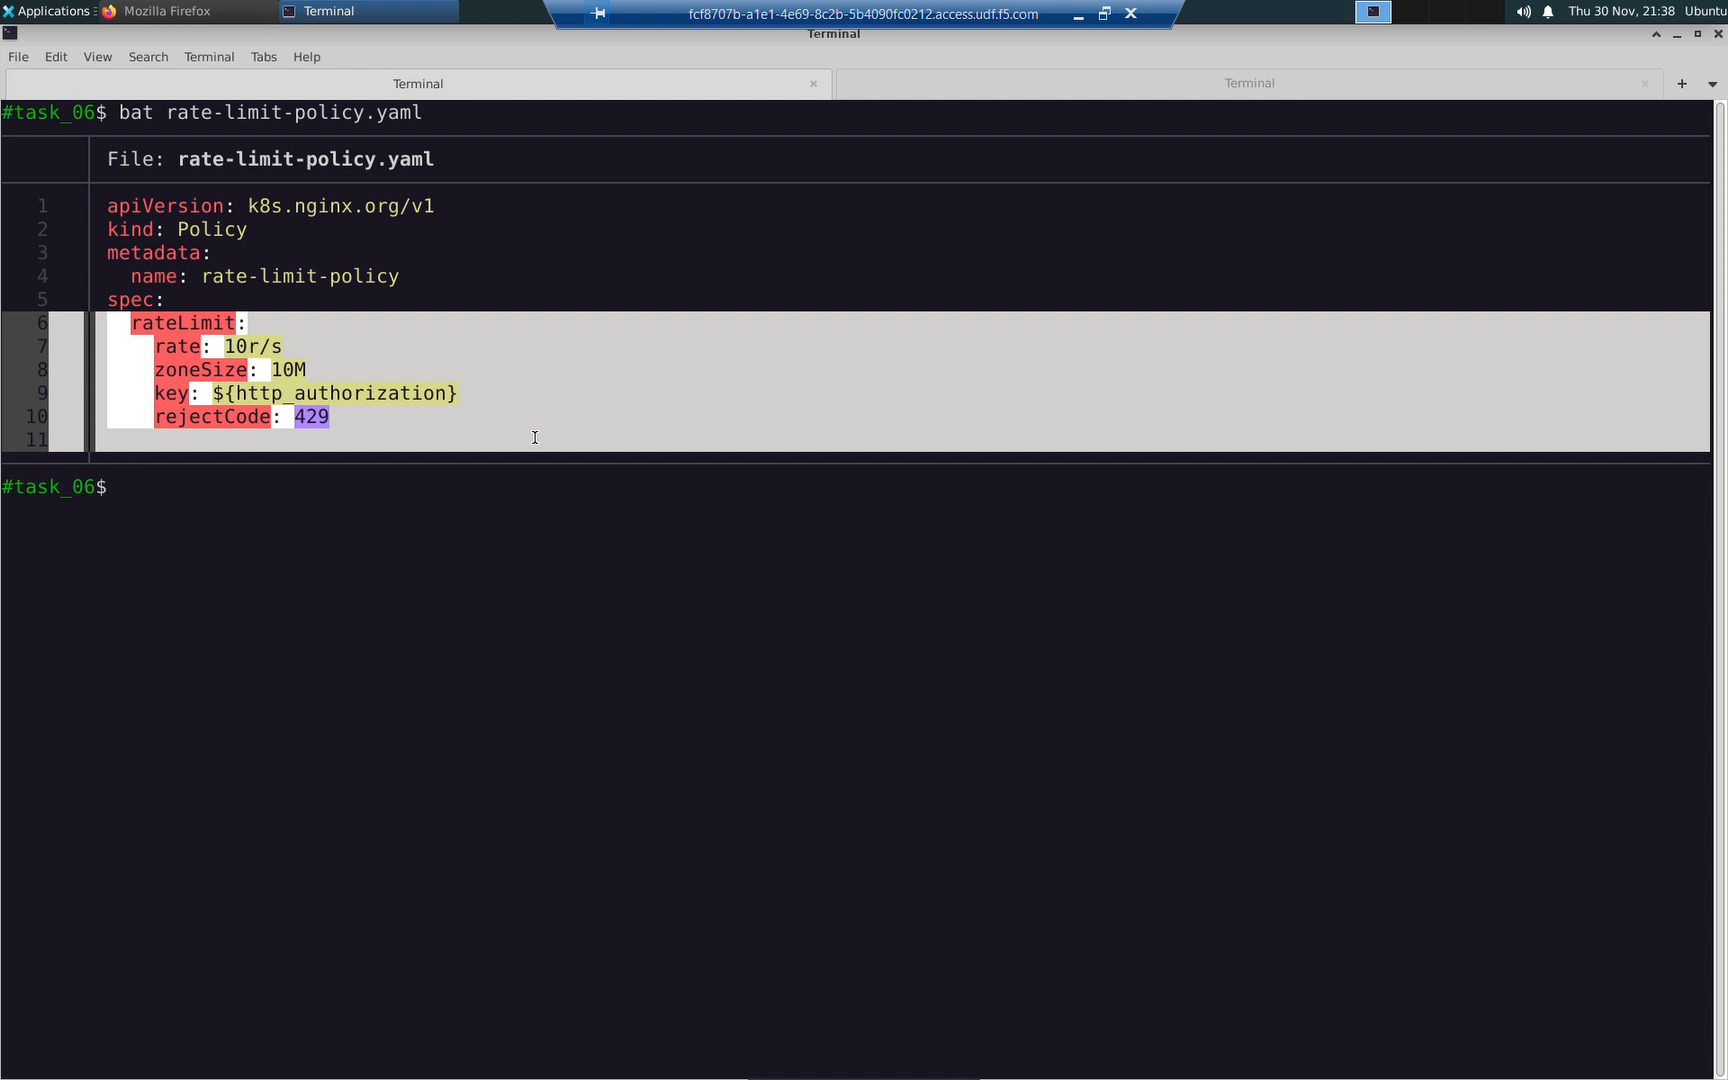 Applications Mozilla Firefox Terminal fcf8707b-a1e1-4e69-8c2b-5b4090fc0212.access.udf.f5.com Thu 30 Nov, 21:38 Ubuntu
Terminal
File Edit View Search Terminal Tabs Help
Terminal Terminal
#task_06$ bat rate-limit-policy.yaml
File: rate-limit-policy.yaml
1 apiVersion: k8s.nginx.org/v1
2 kind: Policy
3 metadata:
4 name: rate-limit-policy
5 spec:
6 rateLimit:
7 rate: 10r/s
8 zoneSize: 10M
9 key: ${http_authorization}
10 rejectCode: 429
11
#task_06$